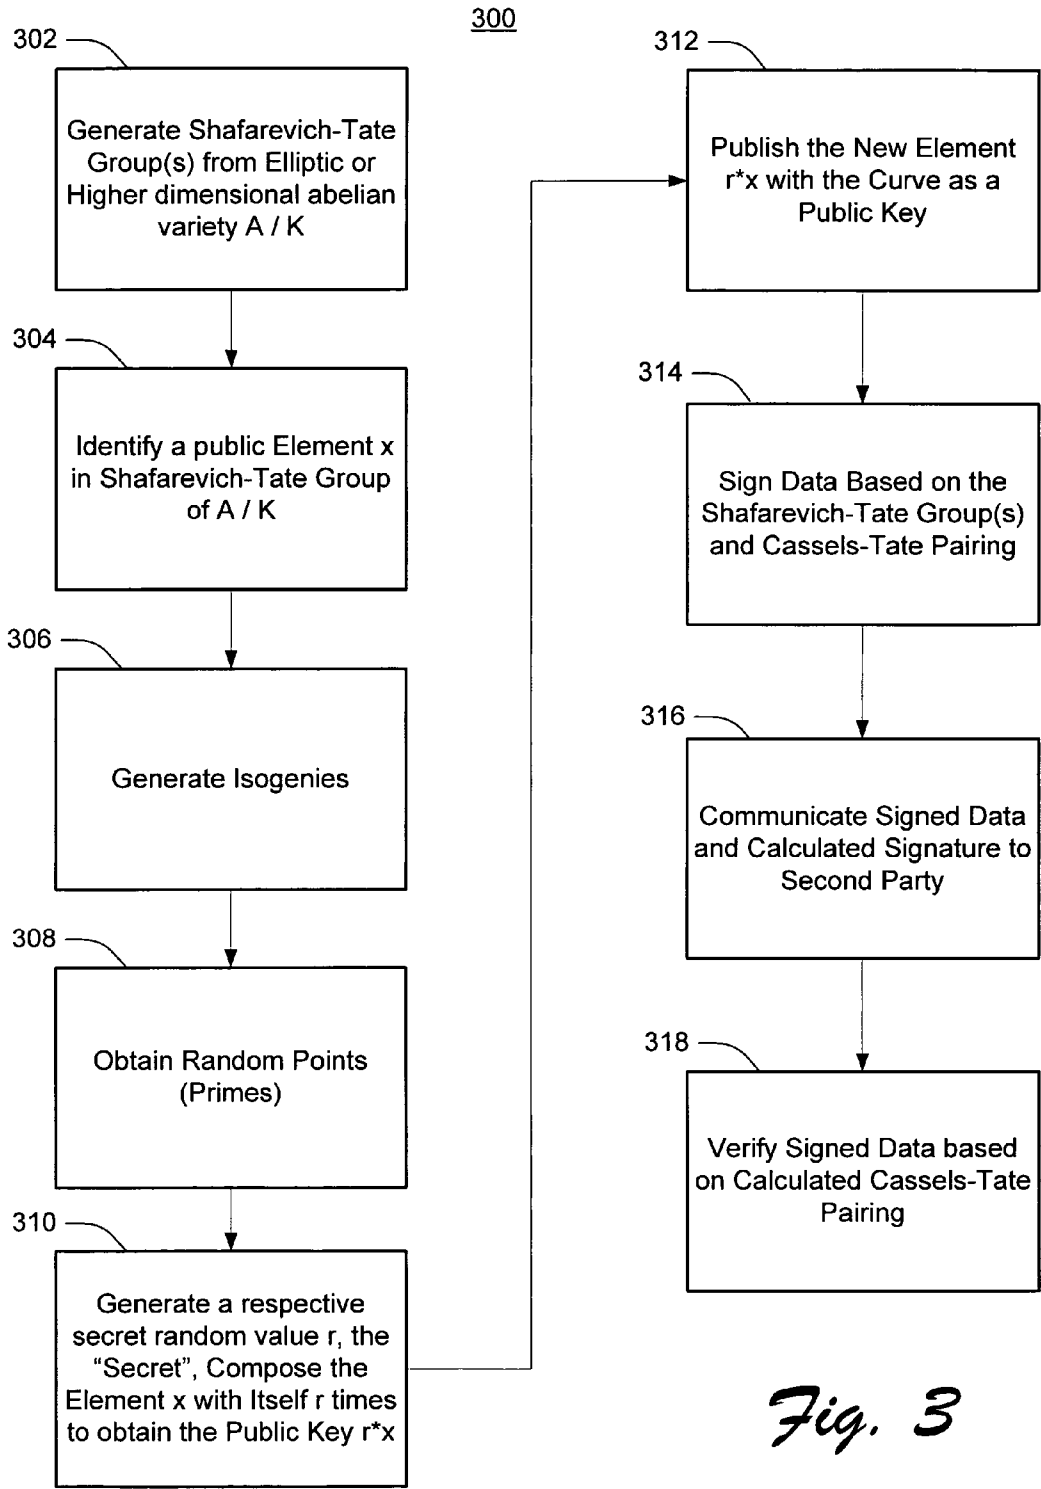 300
302
Generate Shafarevich-Tate
Group(s) from Elliptic or
Higher dimensional abelian
variety A / K
304
Identify a public Element x
in Shafarevich-Tate Group
of A / K
306
Generate Isogenies
308
Obtain Random Points
(Primes)
310
Generate a respective
secret random value r, the
“Secret”, Compose the
Element x with Itself r times
to obtain the Public Key r*x
312
Publish the New Element
r*x with the Curve as a
Public Key
314
Sign Data Based on the
Shafarevich-Tate Group(s)
and Cassels-Tate Pairing
316
Communicate Signed Data
and Calculated Signature to
Second Party
318
Verify Signed Data based
on Calculated Cassels-Tate
Pairing
Fig. 3